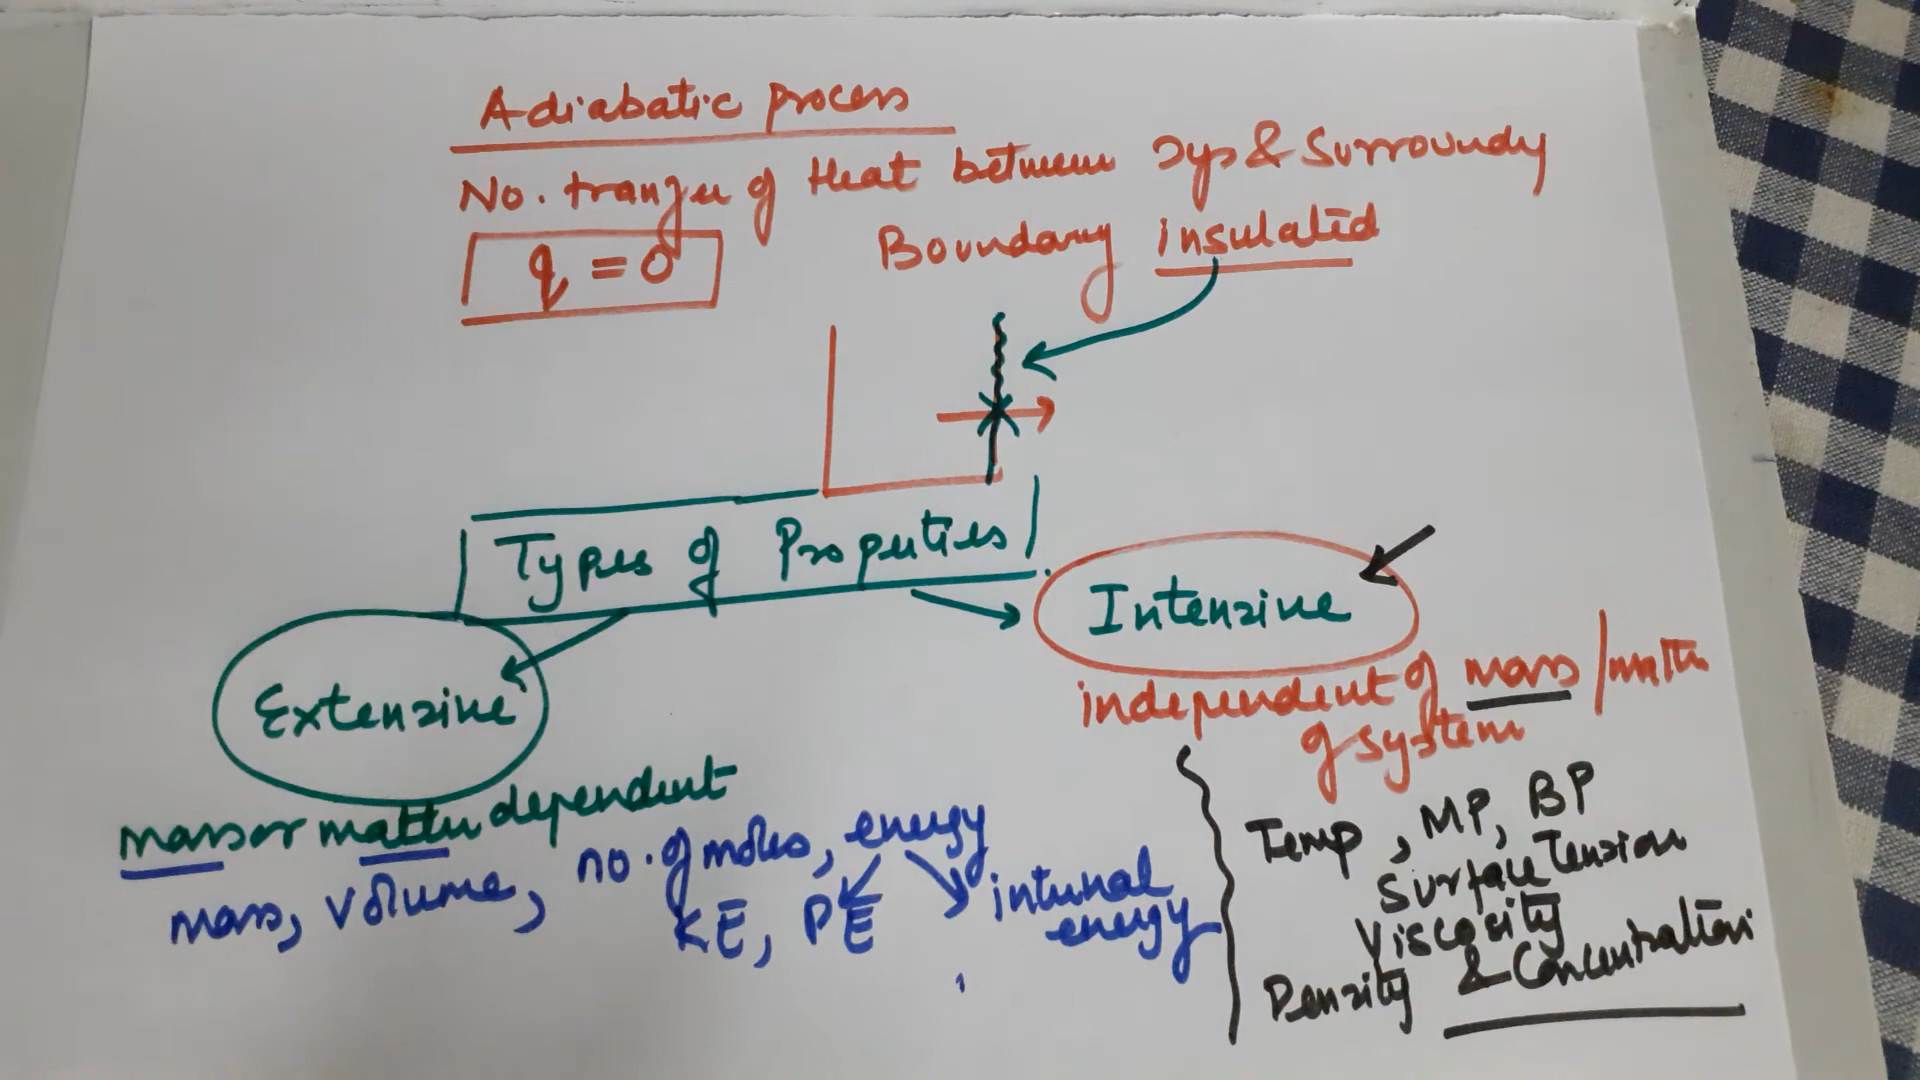 Adiabatic process
No. transfer of Heat between Sys & Surroundy
q = 0
Boundary insulated
Types of Properties
Extensive
Intensive
mass or matter dependent
mass, volume, no. of moles, energy
KE, PE
internal energy
independent of mass / matter
of system
Temp, MP, BP
Surface Tension
Viscosity
Density & Concentration